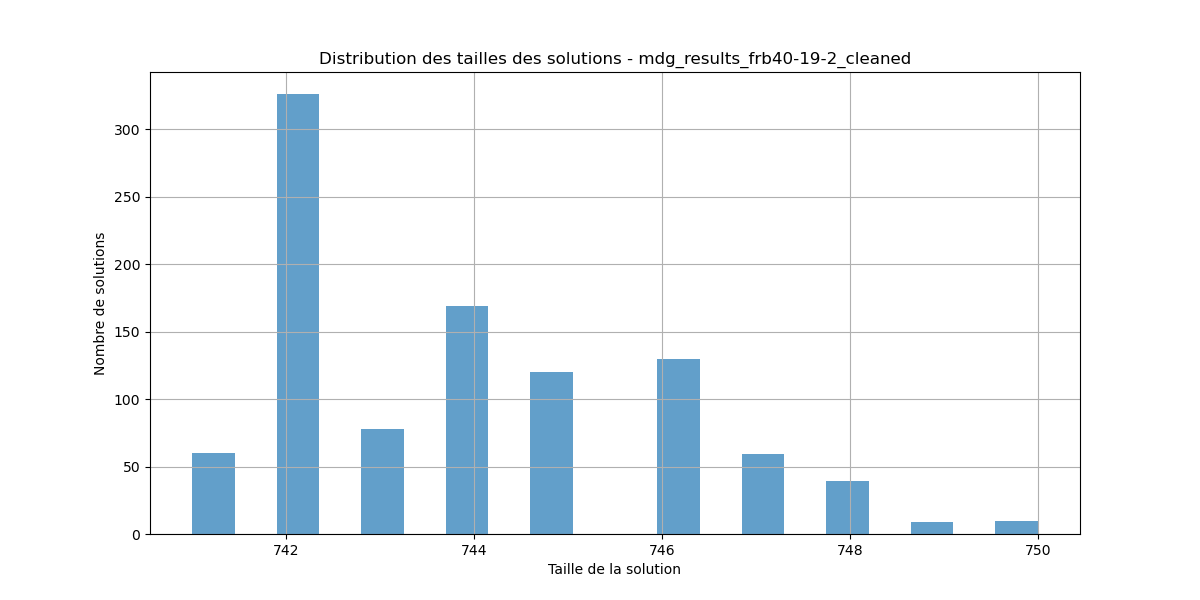 Distribution des tailles des solutions - mdg_results_frb40-19-2_cleaned
Nombre de solutions
300
250
200
150
100
50
0
742 744 746 748 750
Taille de la solution